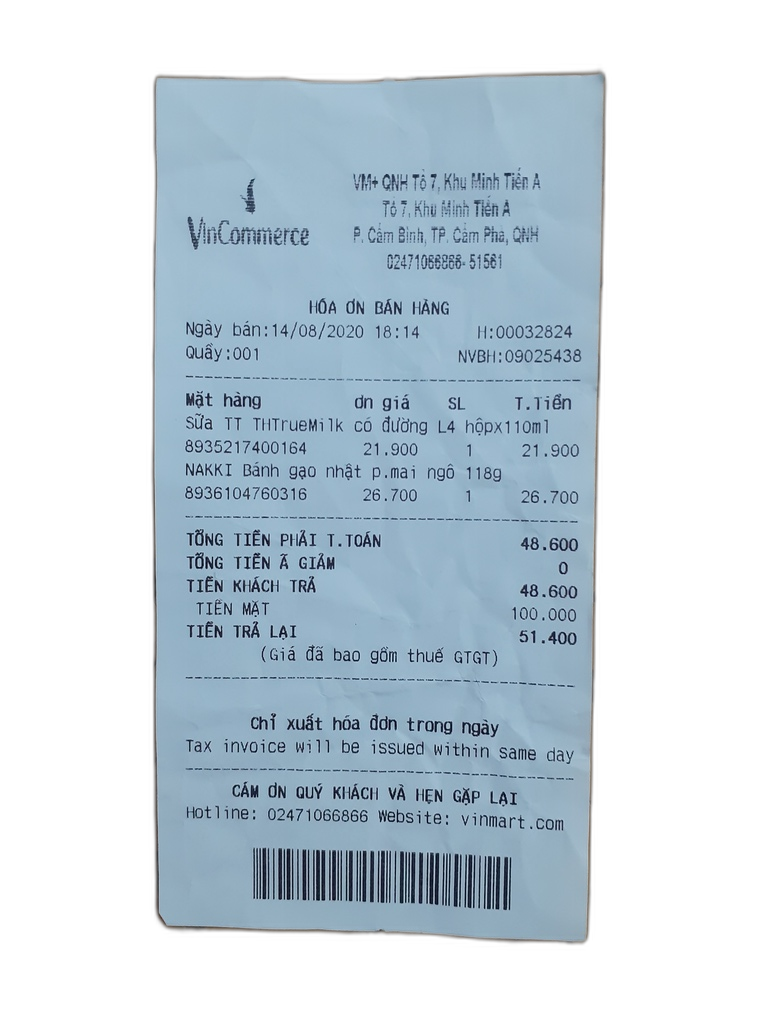 VinCommerce
VM+ QNH Tổ 7, Khu Minh Tiến A
Tổ 7, Khu Minh Tiến A
P. Cẩm Bình, TP. Cẩm Phả, QNH
02471066866-51561
HÓA ƠN BÁN HÀNG
Ngày bán:14/08/2020 18:14 H:00032824
Quầy:001 NVBH:09025438
Mặt hàng ơn giá SL T.Tiền
Sữa TT THTrueMilk có đường L4 hộpx110ml
8935217400164 21.900 1 21.900
NAKKI Bánh gạo nhật p.mai ngô 118g
8936104760316 26.700 1 26.700
TỔNG TIỀN PHẢI T.TOÁN 48.600
TỔNG TIỀN Ã GIẢM 0
TIỀN KHÁCH TRẢ 48.600
TIỀN MẶT 100.000
TIỀN TRẢ LẠI 51.400
(Giá đã bao gồm thuế GTGT)
Chỉ xuất hóa đơn trong ngày
Tax invoice will be issued within same day
CÁM ƠN QUÝ KHÁCH VÀ HẸN GẶP LẠI
Hotline: 02471066866 Website: vinmart.com